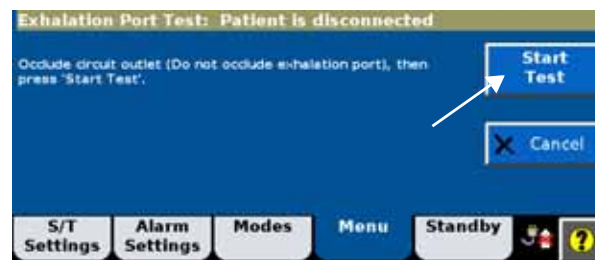 Exhalation Port Test: Patient is disconnected
Occlude circuit outlet (Do not occlude exhalation port), then
press 'Start Test'.
Start
Test
Cancel
S/T
Settings
Alarm
Settings
Modes
Menu
Standby
?